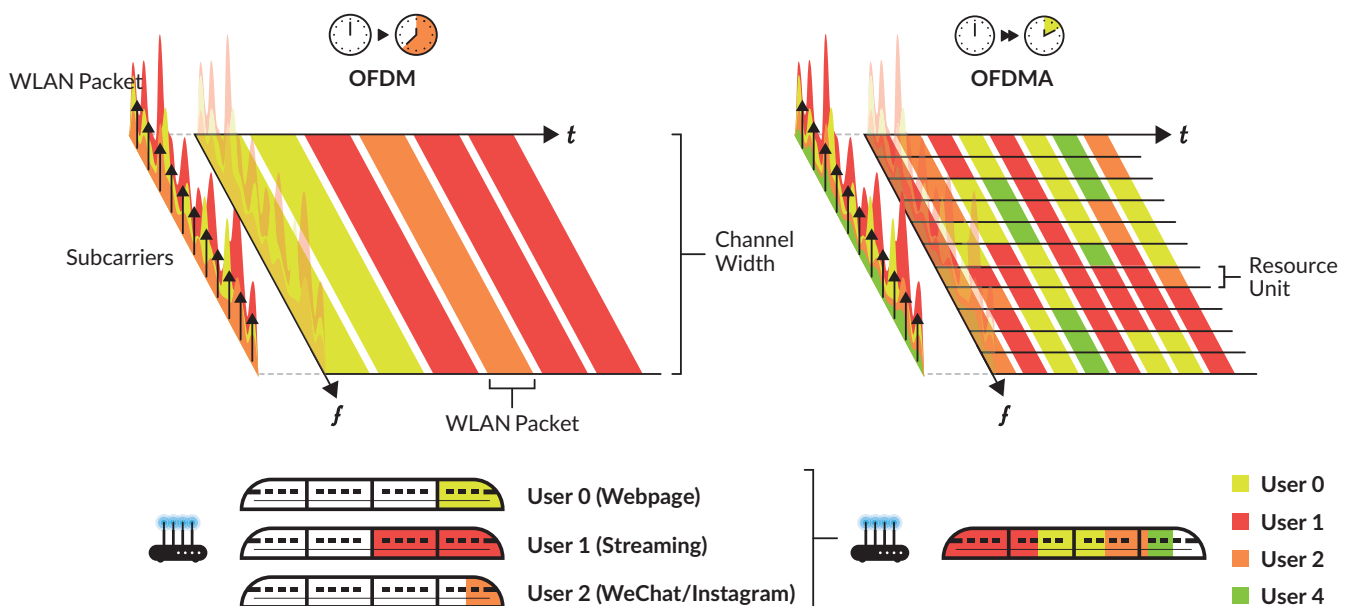 OFDM
WLAN Packet
t
Subcarriers
Channel
Width
f
WLAN Packet
OFDMA
t
Resource
Unit
f
User 0 (Webpage)
User 1 (Streaming)
User 2 (WeChat/Instagram)
User 0
User 1
User 2
User 4